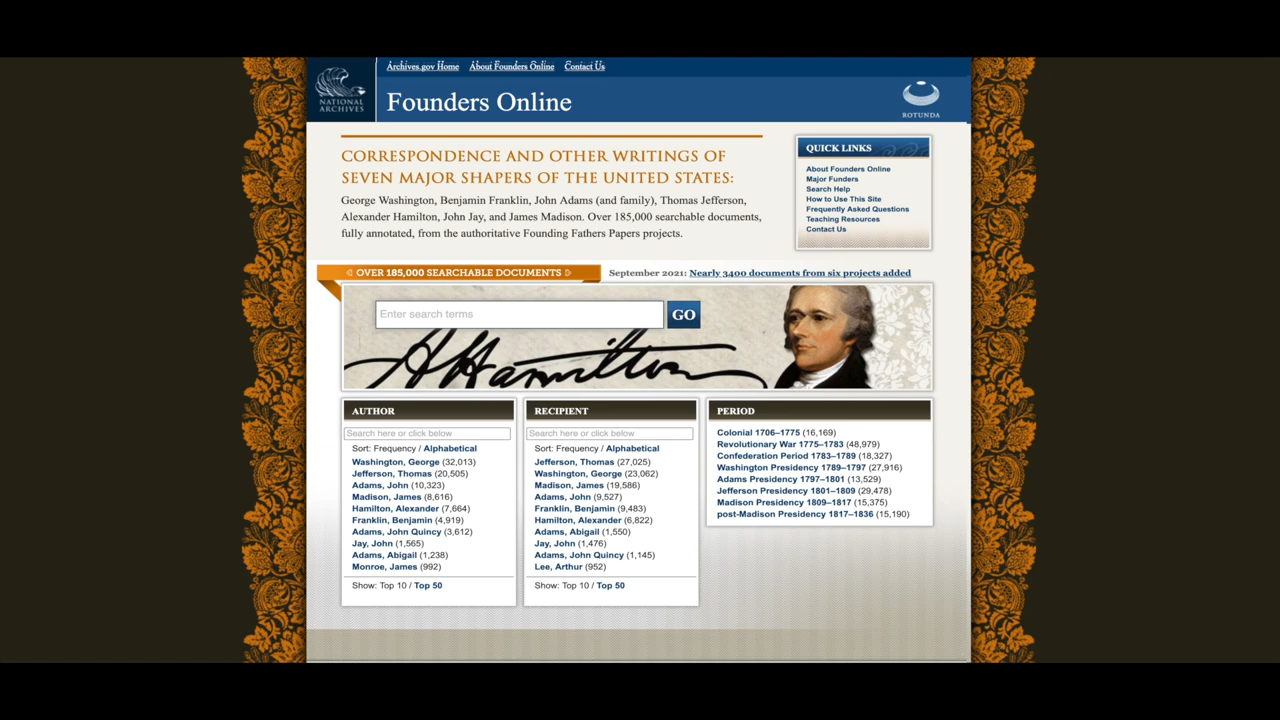 Archives.gov Home About Founders Online Contact Us
NATIONAL
ARCHIVES
Founders Online
ROTUNDA
CORRESPONDENCE AND OTHER WRITINGS OF
SEVEN MAJOR SHAPERS OF THE UNITED STATES:
George Washington, Benjamin Franklin, John Adams (and family), Thomas Jefferson,
Alexander Hamilton, John Jay, and James Madison. Over 185,000 searchable documents,
fully annotated, from the authoritative Founding Fathers Papers projects.
QUICK LINKS
About Founders Online
Major Funders
Search Help
How to Use This Site
Frequently Asked Questions
Teaching Resources
Contact Us
OVER 185,000 SEARCHABLE DOCUMENTS
September 2021: Nearly 3400 documents from six projects added
Enter search terms
GO
A Hamilton
AUTHOR
Search here or click below
Sort: Frequency / Alphabetical
Washington, George (32,013)
Jefferson, Thomas (20,505)
Adams, John (10,323)
Madison, James (8,616)
Hamilton, Alexander (7,664)
Franklin, Benjamin (4,919)
Adams, John Quincy (3,612)
Jay, John (1,565)
Adams, Abigail (1,238)
Monroe, James (992)
Show: Top 10 / Top 50
RECIPIENT
Search here or click below
Sort: Frequency / Alphabetical
Jefferson, Thomas (27,025)
Washington, George (23,062)
Madison, James (19,586)
Adams, John (9,527)
Franklin, Benjamin (9,483)
Hamilton, Alexander (6,822)
Adams, Abigail (1,550)
Jay, John (1,476)
Adams, John Quincy (1,145)
Lee, Arthur (952)
Show: Top 10 / Top 50
PERIOD
Colonial 1706–1775 (16,169)
Revolutionary War 1775–1783 (48,979)
Confederation Period 1783–1789 (18,327)
Washington Presidency 1789–1797 (27,916)
Adams Presidency 1797–1801 (13,529)
Jefferson Presidency 1801–1809 (29,478)
Madison Presidency 1809–1817 (15,375)
post-Madison Presidency 1817–1836 (15,190)